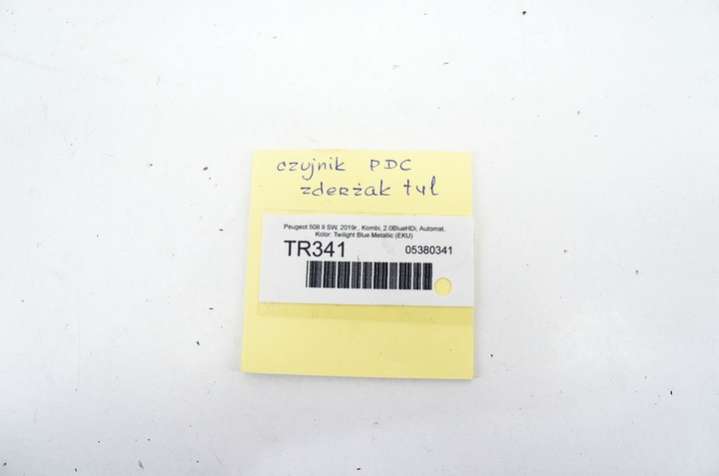 czujnik PDC
zderzak tył
Peugeot 508 II SW, 2019r., Kombi, 2.0BlueHDi, Automat.
Kolor: Twilight Blue Metallic (EKU)
TR341 05380341